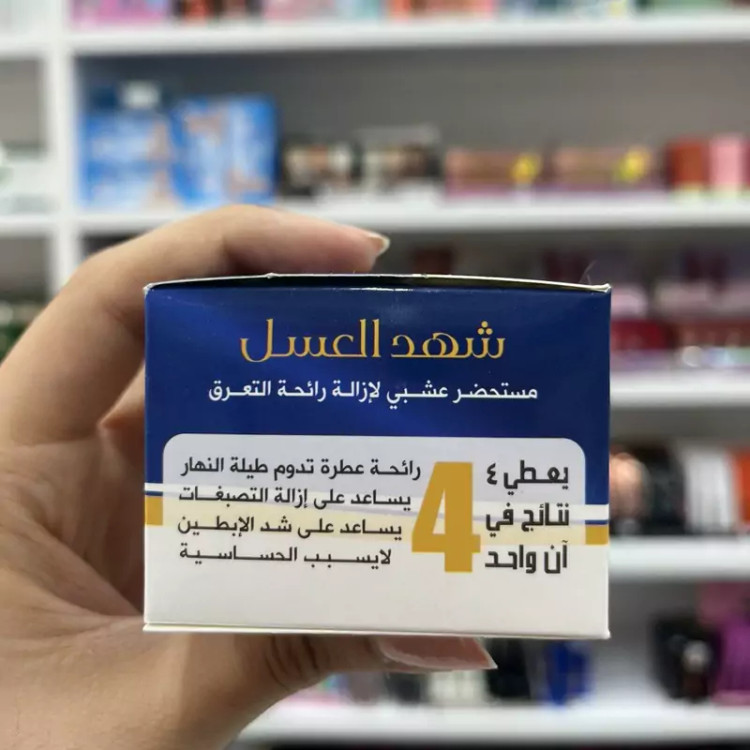 شهد العسل
مستحضر عشبي لإزالة رائحة التعرق
يعطي ٤
نتائج في
آن واحد
4
رائحة عطرة تدوم طيلة النهار
يساعد على إزالة التصبغات
يساعد على شد الإبطين
لايسبب الحساسية